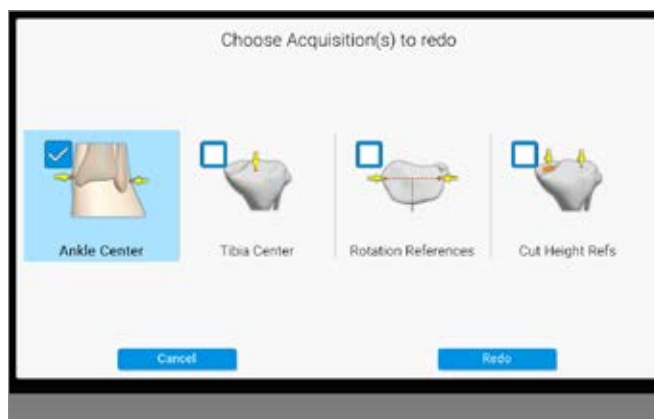 Choose Acquisition(s) to redo
Ankle Center
Tibia Center
Rotation References
Cut Height Refs
Cancel
Redo